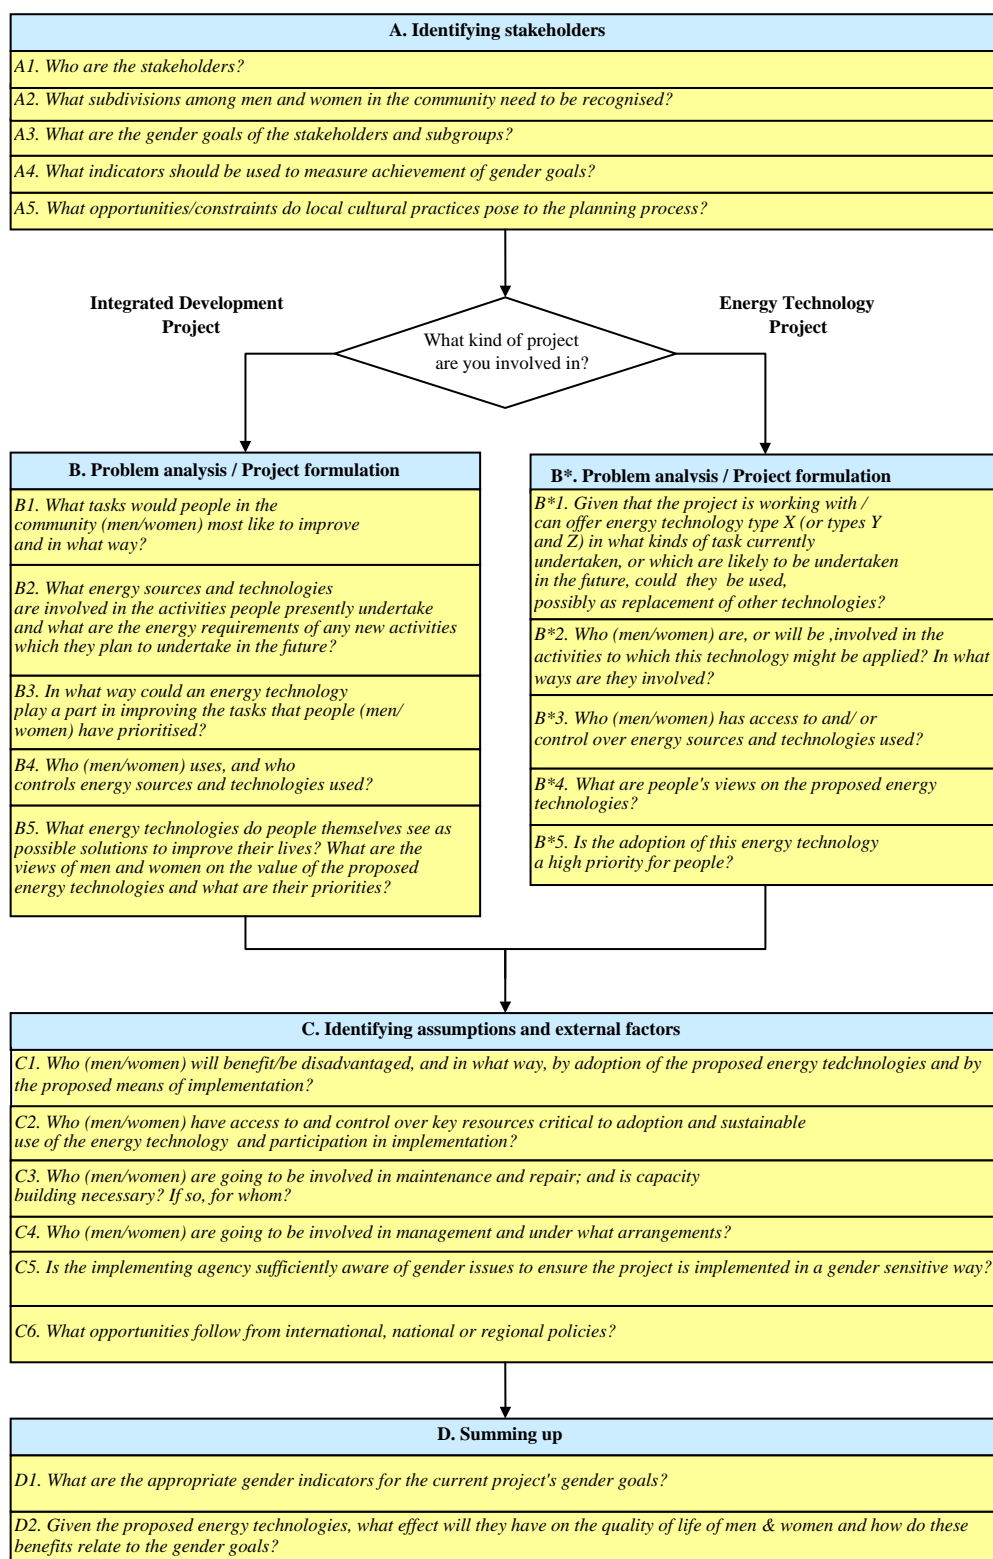 A. Identifying stakeholders
A1. Who are the stakeholders?
A2. What subdivisions among men and women in the community need to be recognised?
A3. What are the gender goals of the stakeholders and subgroups?
A4. What indicators should be used to measure achievement of gender goals?
A5. What opportunities/constraints do local cultural practices pose to the planning process?
Integrated Development
Project
What kind of project
are you involved in?
Energy Technology
Project
B. Problem analysis / Project formulation
B1. What tasks would people in the
community (men/women) most like to improve
and in what way?
B2. What energy sources and technologies
are involved in the activities people presently undertake
and what are the energy requirements of any new activities
which they plan to undertake in the future?
B3. In what way could an energy technology
play a part in improving the tasks that people (men/
women) have prioritised?
B4. Who (men/women) uses, and who
controls energy sources and technologies used?
B5. What energy technologies do people themselves see as
possible solutions to improve their lives? What are the
views of men and women on the value of the proposed
energy technologies and what are their priorities?
B*. Problem analysis / Project formulation
B*1. Given that the project is working with /
can offer energy technology type X (or types Y
and Z) in what kinds of task currently
undertaken, or which are likely to be undertaken
in the future, could  they  be used,
possibly as replacement of other technologies?
B*2. Who (men/women) are, or will be ,involved in the
activities to which this technology might be applied? In what
ways are they involved?
B*3. Who (men/women) has access to and/ or
control over energy sources and technologies used?
B*4. What are people's views on the proposed energy
technologies?
B*5. Is the adoption of this energy technology
a high priority for people?
C. Identifying assumptions and external factors
C1. Who (men/women) will benefit/be disadvantaged, and in what way, by adoption of the proposed energy tedchnologies and by
the proposed means of implementation?
C2. Who (men/women) have access to and control over key resources critical to adoption and sustainable
use of the energy technology  and participation in implementation?
C3. Who (men/women) are going to be involved in maintenance and repair; and is capacity
building necessary? If so, for whom?
C4. Who (men/women) are going to be involved in management and under what arrangements?
C5. Is the implementing agency sufficiently aware of gender issues to ensure the project is implemented in a gender sensitive way?
C6. What opportunities follow from international, national or regional policies?
D. Summing up
D1. What are the appropriate gender indicators for the current project's gender goals?
D2. Given the proposed energy technologies, what effect will they have on the quality of life of men & women and how do these
benefits relate to the gender goals?